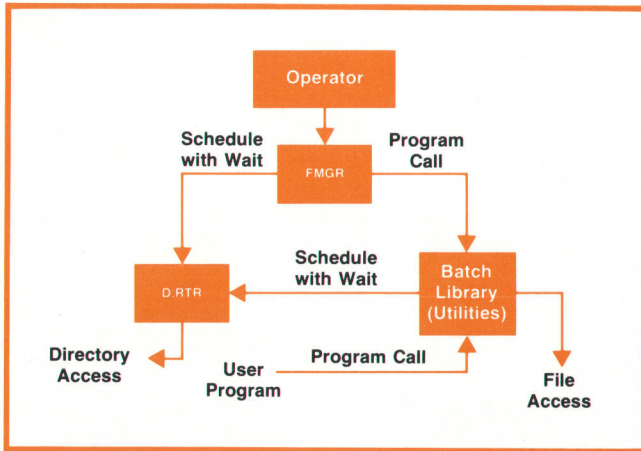 Operator
Schedule
with Wait
Program
Call
FMGR
Schedule
with Wait
Batch
Library
(Utilities)
D.RTR
Directory
Access
User
Program
Program Call
File
Access